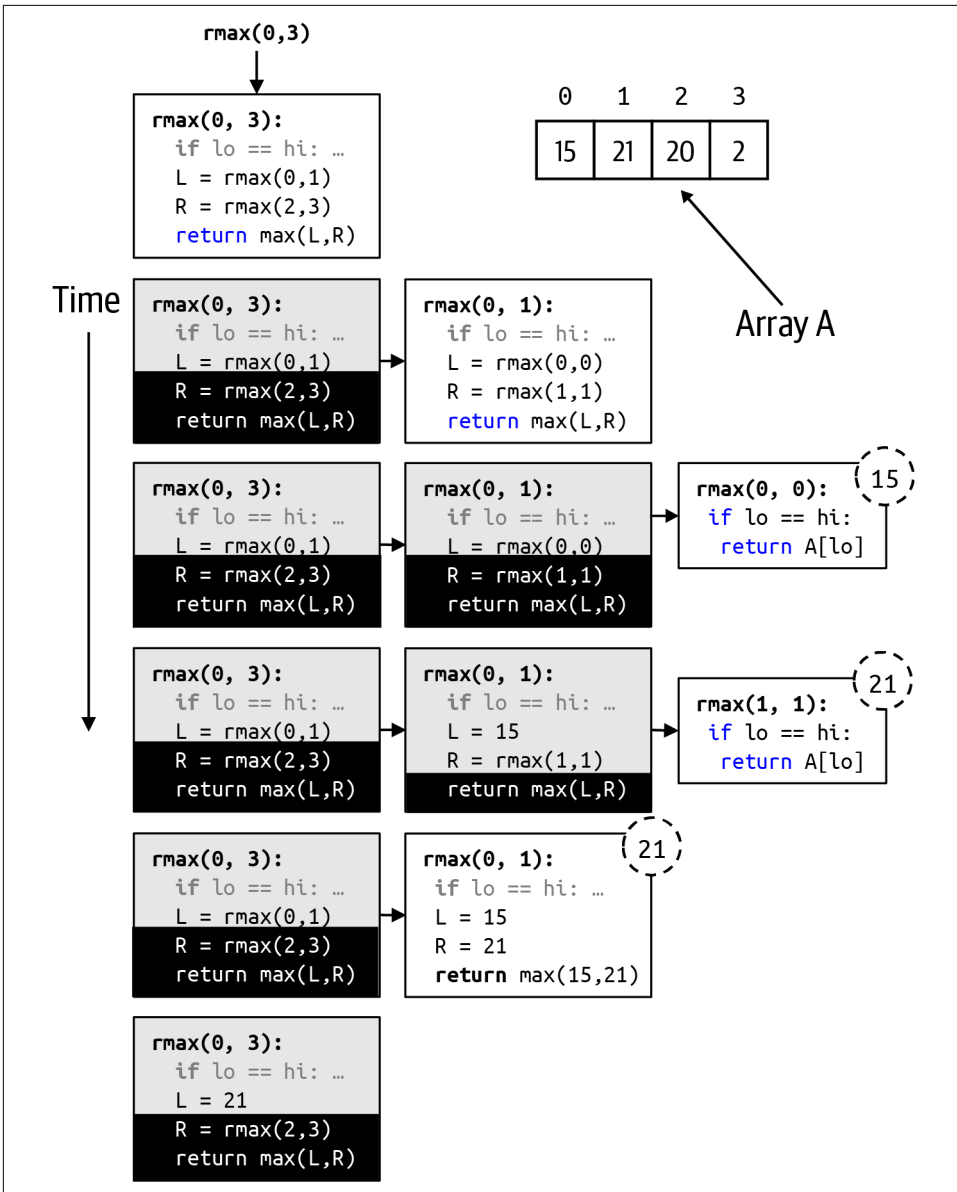 rmax(0,3)
0 1 2 3
15 21 20 2
Array A
Time
rmax(0, 3):
if lo == hi: …
L = rmax(0,1)
R = rmax(2,3)
return max(L,R)
rmax(0, 3):
if lo == hi: …
L = rmax(0,1)
R = rmax(2,3)
return max(L,R)
rmax(0, 1):
if lo == hi: …
L = rmax(0,0)
R = rmax(1,1)
return max(L,R)
rmax(0, 3):
if lo == hi: …
L = rmax(0,1)
R = rmax(2,3)
return max(L,R)
rmax(0, 1):
if lo == hi: …
L = rmax(0,0)
R = rmax(1,1)
return max(L,R)
15
rmax(0, 0):
if lo == hi:
return A[lo]
rmax(0, 3):
if lo == hi: …
L = rmax(0,1)
R = rmax(2,3)
return max(L,R)
rmax(0, 1):
if lo == hi: …
L = 15
R = rmax(1,1)
return max(L,R)
21
rmax(1, 1):
if lo == hi:
return A[lo]
rmax(0, 3):
if lo == hi: …
L = rmax(0,1)
R = rmax(2,3)
return max(L,R)
21
rmax(0, 1):
if lo == hi: …
L = 15
R = 21
return max(15,21)
rmax(0, 3):
if lo == hi: …
L = 21
R = rmax(2,3)
return max(L,R)